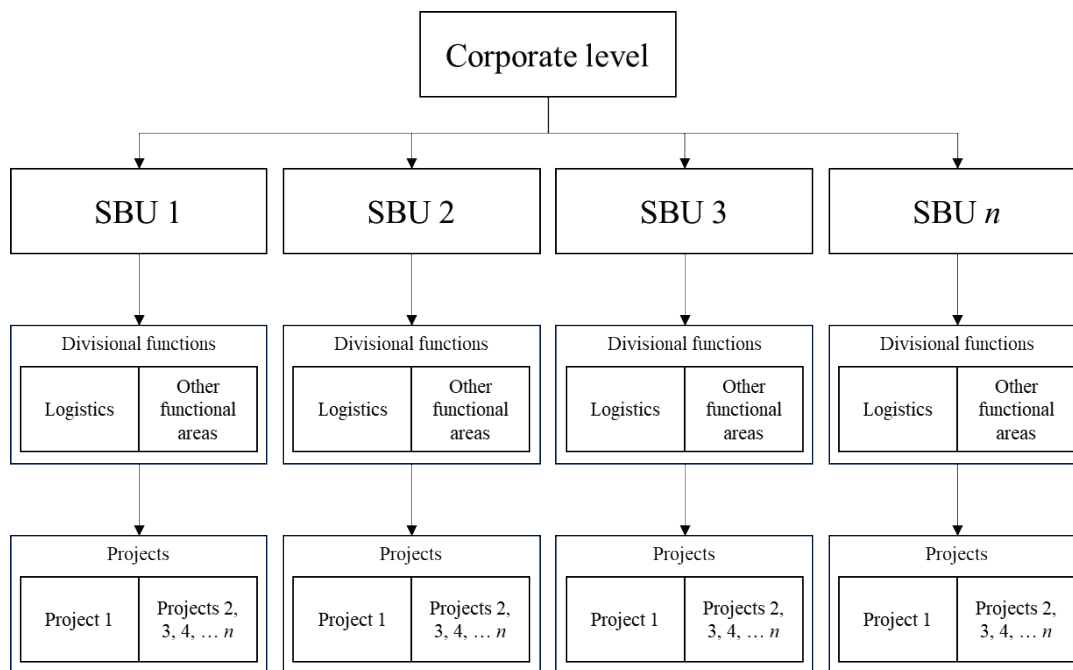 Corporate level
SBU 1
SBU 2
SBU 3
SBU n
Divisional functions
Logistics
Other
functional
areas
Divisional functions
Logistics
Other
functional
areas
Divisional functions
Logistics
Other
functional
areas
Divisional functions
Logistics
Other
functional
areas
Projects
Project 1
Projects 2,
3, 4, … n
Projects
Project 1
Projects 2,
3, 4, … n
Projects
Project 1
Projects 2,
3, 4, … n
Projects
Project 1
Projects 2,
3, 4, … n